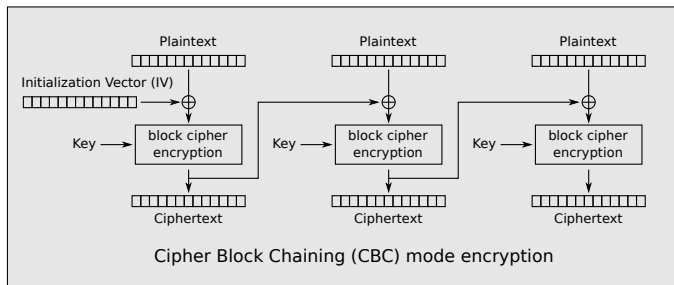 Plaintext
Plaintext
Plaintext
Initialization Vector (IV)
Key
block cipher
encryption
Key
block cipher
encryption
Key
block cipher
encryption
Ciphertext
Ciphertext
Ciphertext
Cipher Block Chaining (CBC) mode encryption